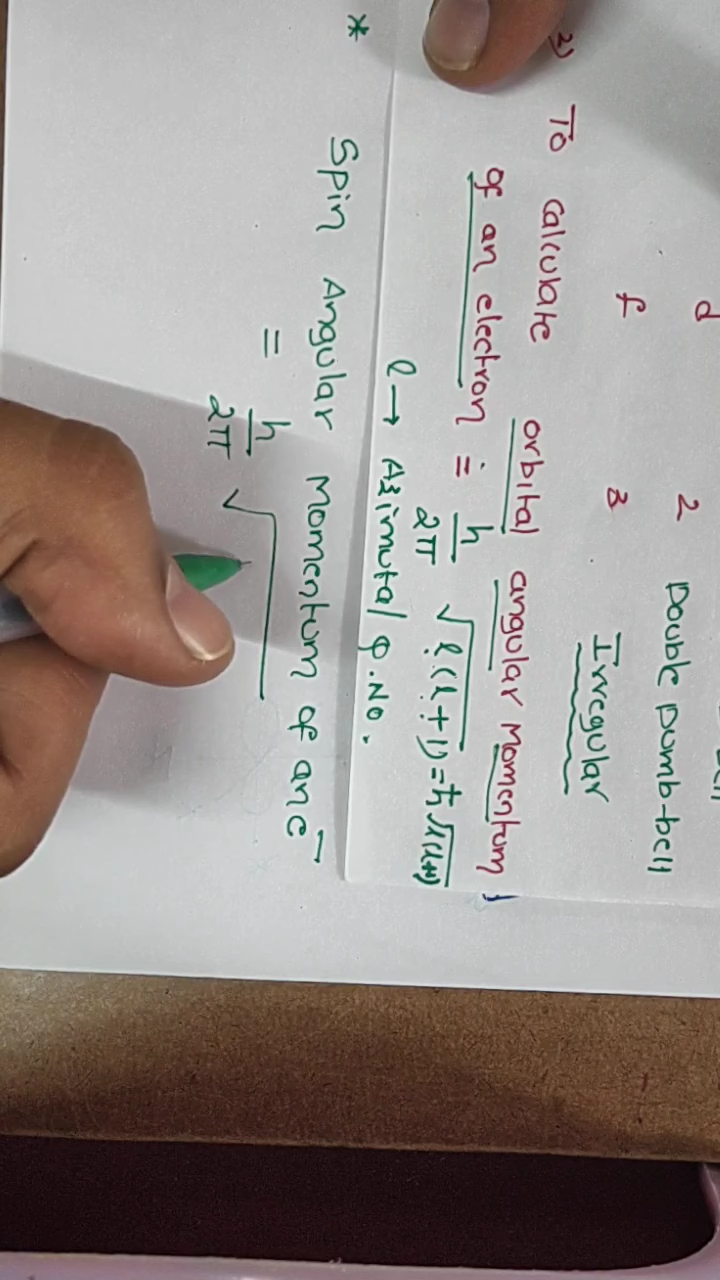 d 2 Double Dumb-bell
f 3 Irregular
2) To calculate orbital angular momentum
of an electron = h/2π √l(l+1) = ħ√l(l+1)
l → Azimutal Q.No.
* Spin Angular Momentum of an e⁻
= h/2π √